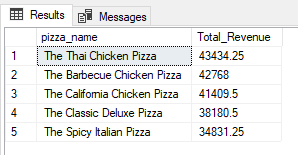 Results Messages
pizza_name Total_Revenue
1 The Thai Chicken Pizza 43434.25
2 The Barbecue Chicken Pizza 42768
3 The California Chicken Pizza 41409.5
4 The Classic Deluxe Pizza 38180.5
5 The Spicy Italian Pizza 34831.25